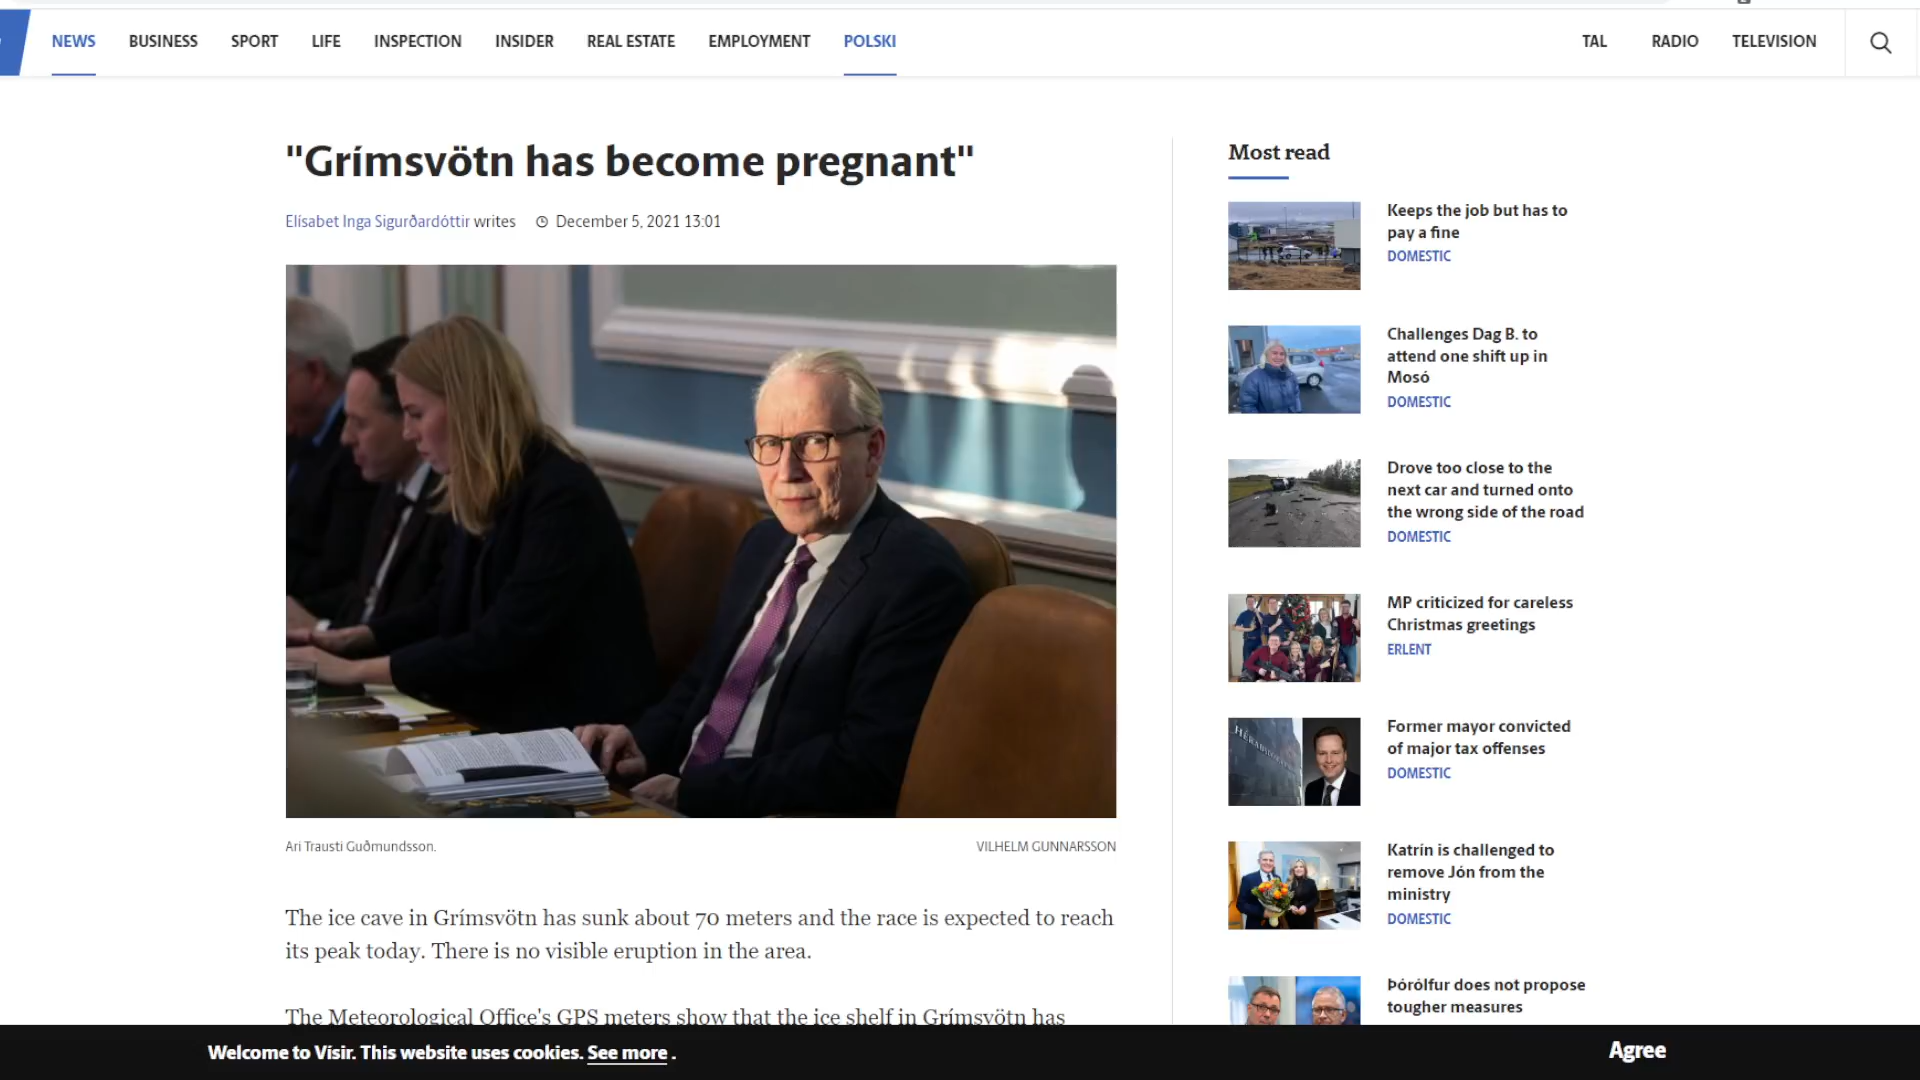 NEWS BUSINESS SPORT LIFE INSPECTION INSIDER REAL ESTATE EMPLOYMENT POLSKI TAL RADIO TELEVISION
"Grímsvötn has become pregnant"
Elísabet Inga Sigurðardóttir writes December 5, 2021 13:01
Ari Trausti Guðmundsson. VILHELM GUNNARSSON
The ice cave in Grímsvötn has sunk about 70 meters and the race is expected to reach
its peak today. There is no visible eruption in the area.
The Meteorological Office's GPS meters show that the ice shelf in Grímsvötn has
Most read
Keeps the job but has to
pay a fine
DOMESTIC
Challenges Dag B. to
attend one shift up in
Mosó
DOMESTIC
Drove too close to the
next car and turned onto
the wrong side of the road
DOMESTIC
MP criticized for careless
Christmas greetings
ERLENT
Former mayor convicted
of major tax offenses
DOMESTIC
Katrín is challenged to
remove Jón from the
ministry
DOMESTIC
Þórólfur does not propose
tougher measures
Welcome to Vísir. This website uses cookies. See more .
Agree